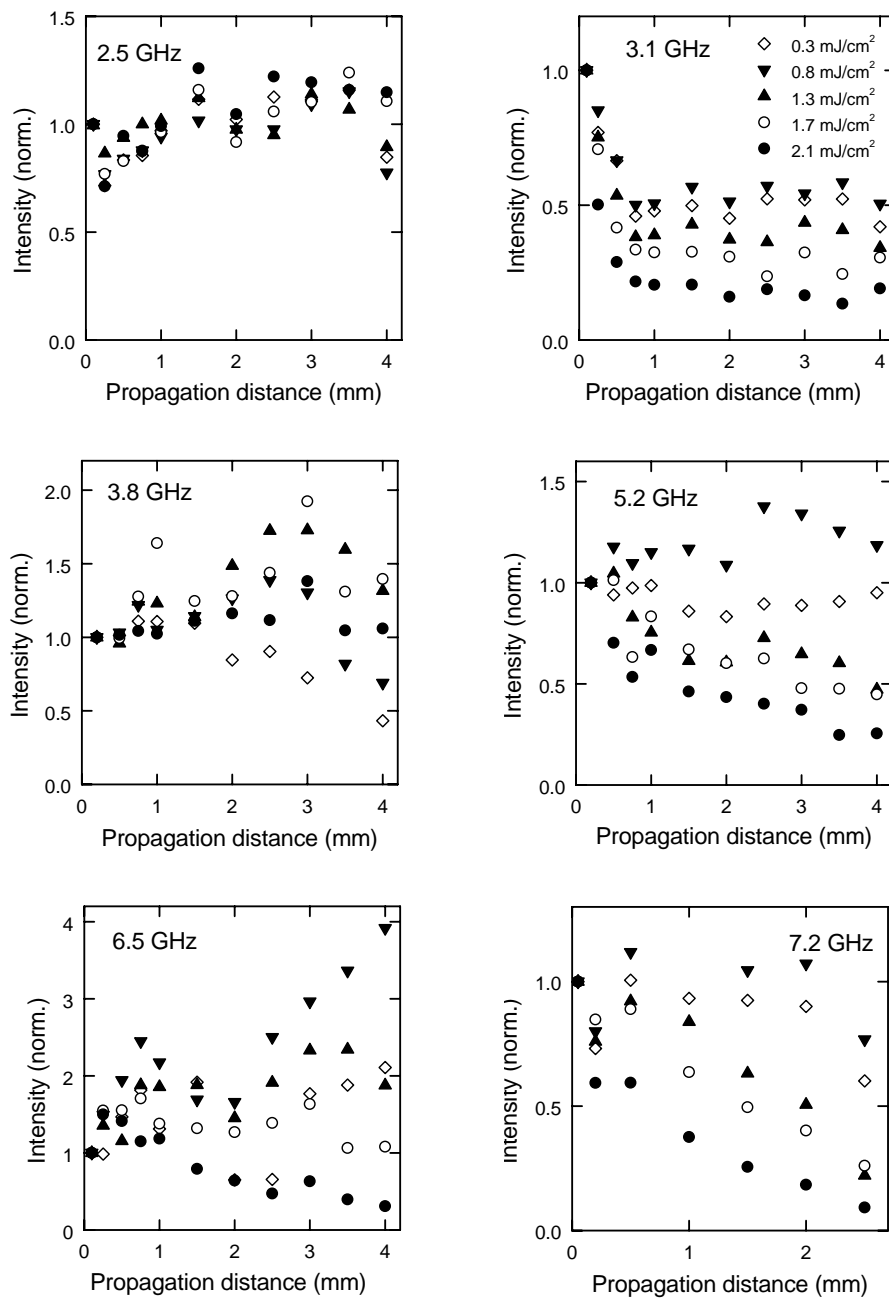 2.5 GHz
Intensity (norm.)
1.5
1.0
0.5
0.0
0 1 2 3 4
Propagation distance (mm)
3.1 GHz
0.3 mJ/cm²
0.8 mJ/cm²
1.3 mJ/cm²
1.7 mJ/cm²
2.1 mJ/cm²
Intensity (norm.)
1.0
0.5
0.0
0 1 2 3 4
Propagation distance (mm)
3.8 GHz
Intensity (norm.)
2.0
1.5
1.0
0.5
0.0
0 1 2 3 4
Propagation distance (mm)
5.2 GHz
Intensity (norm.)
1.5
1.0
0.5
0.0
0 1 2 3 4
Propagation distance (mm)
6.5 GHz
Intensity (norm.)
4
3
2
1
0
0 1 2 3 4
Propagation distance (mm)
7.2 GHz
Intensity (norm.)
1.0
0.5
0.0
0 1 2
Propagation distance (mm)